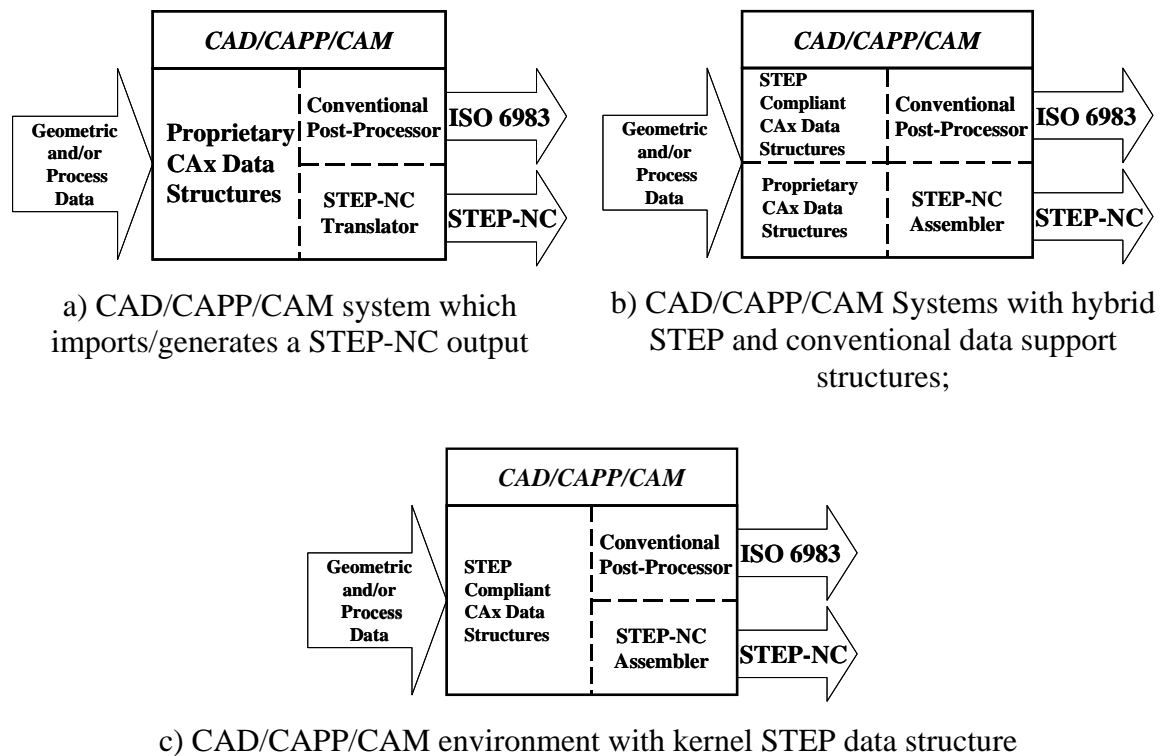 CAD/CAPP/CAM
Geometric
and/or
Process
Data
Proprietary
CAx Data
Structures
Conventional
Post-Processor
STEP-NC
Translator
ISO 6983
STEP-NC
a) CAD/CAPP/CAM system which
imports/generates a STEP-NC output
CAD/CAPP/CAM
Geometric
and/or
Process
Data
STEP
Compliant
CAx Data
Structures
Proprietary
CAx Data
Structures
Conventional
Post-Processor
STEP-NC
Assembler
ISO 6983
STEP-NC
b) CAD/CAPP/CAM Systems with hybrid
STEP and conventional data support
structures;
CAD/CAPP/CAM
Geometric
and/or
Process
Data
STEP
Compliant
CAx Data
Structures
Conventional
Post-Processor
STEP-NC
Assembler
ISO 6983
STEP-NC
c) CAD/CAPP/CAM environment with kernel STEP data structure